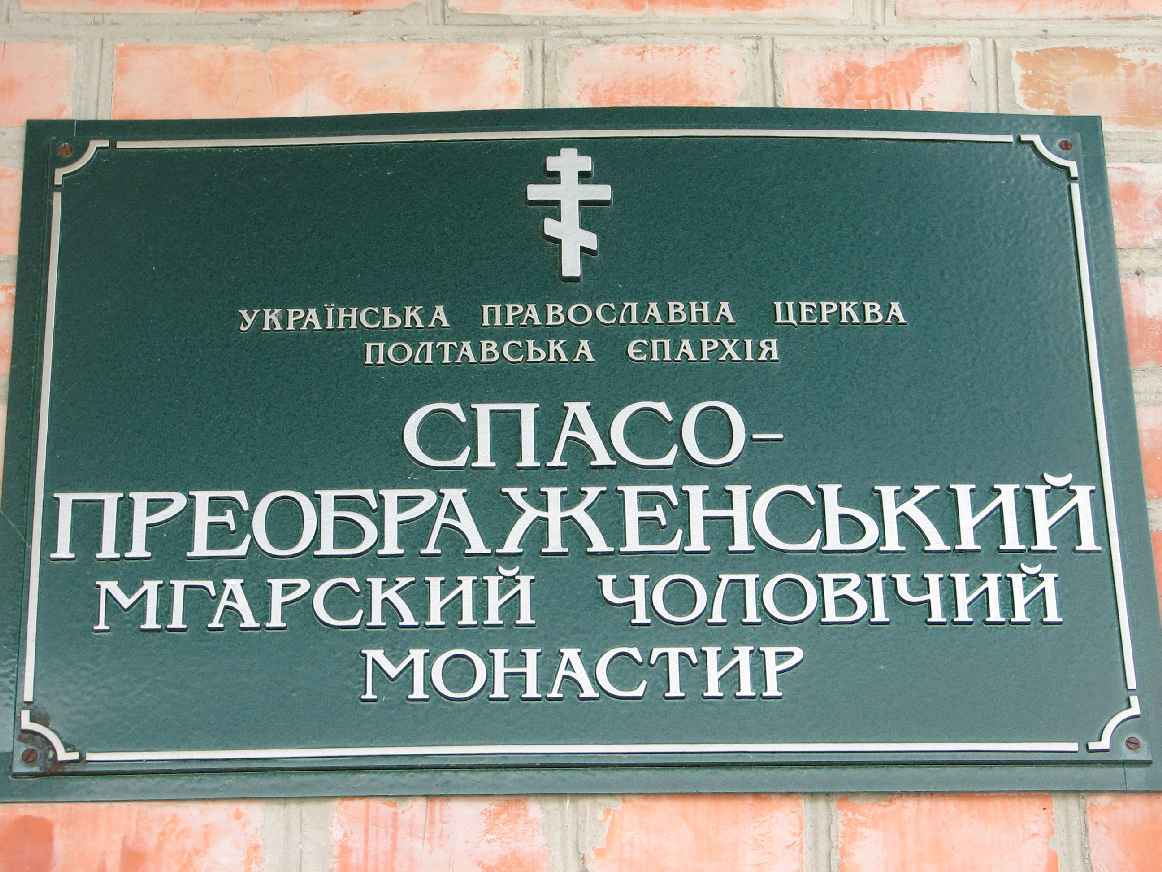 УКРАЇНСЬКА ПРАВОСЛАВНА ЦЕРКВА
ПОЛТАВСЬКА ЄПАРХІЯ
СПАСО-
ПРЕОБРАЖЕНСЬКИЙ
МГАРСКИЙ ЧОЛОВІЧИЙ
МОНАСТИР